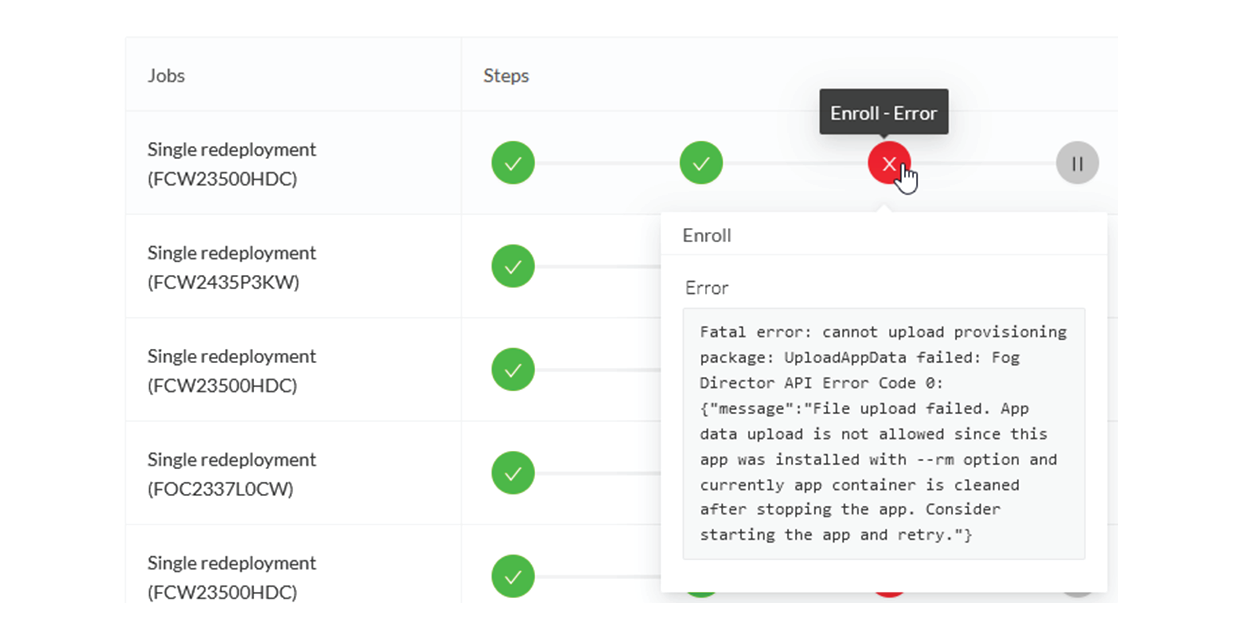 Jobs
Steps
Enroll - Error
Single redeployment
(FCW23500HDC)
Enroll
Single redeployment
(FCW2435P3KW)
Error
Fatal error: cannot upload provisioning
package: UploadAppData failed: Fog
Director API Error Code 0:
{"message":"File upload failed. App
data upload is not allowed since this
app was installed with --rm option and
currently app container is cleaned
after stopping the app. Consider
starting the app and retry."}
Single redeployment
(FCW23500HDC)
Single redeployment
(FOC2337L0CW)
Single redeployment
(FCW23500HDC)